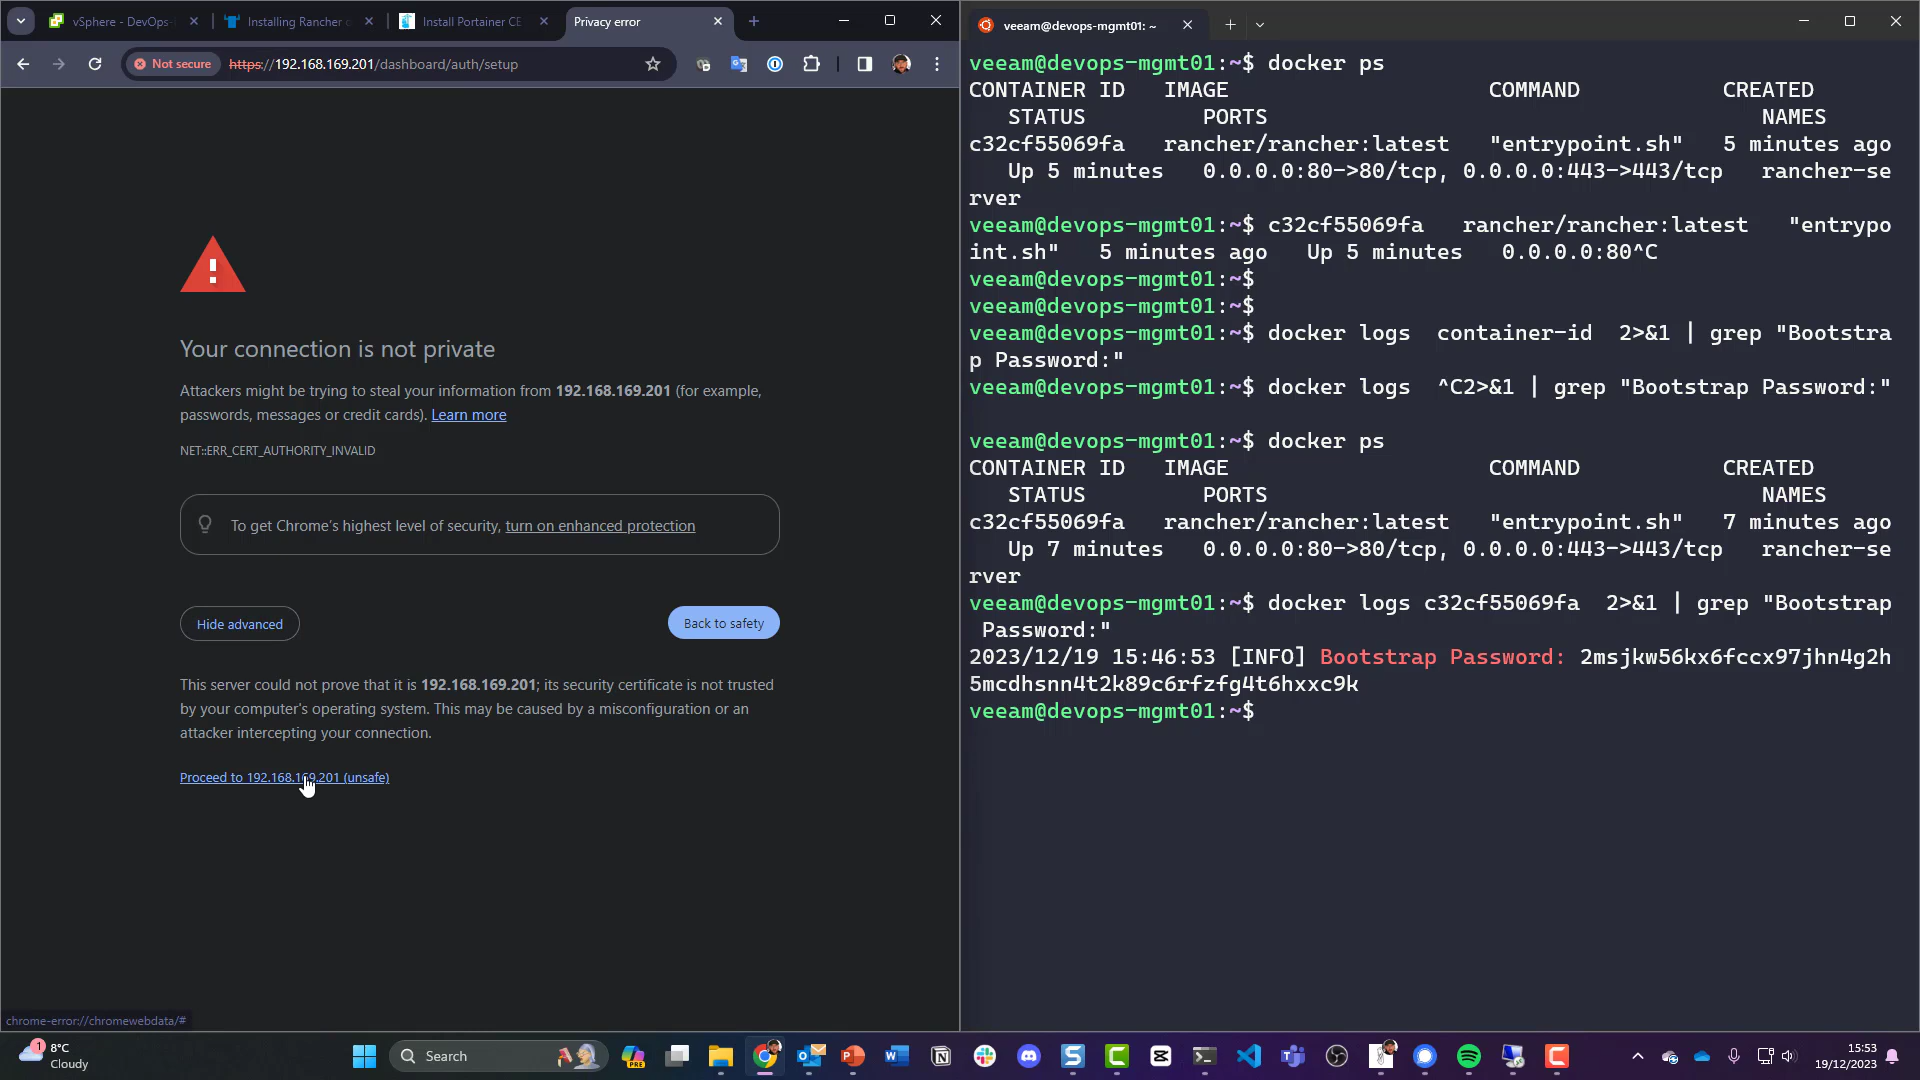 vSphere - DevOps-
Installing Rancher o
Install Portainer CE
Privacy error
Not secure
https://192.168.169.201/dashboard/auth/setup
Your connection is not private
Attackers might be trying to steal your information from 192.168.169.201 (for example,
passwords, messages or credit cards). Learn more
NET::ERR_CERT_AUTHORITY_INVALID
To get Chrome's highest level of security, turn on enhanced protection
Hide advanced
Back to safety
This server could not prove that it is 192.168.169.201; its security certificate is not trusted
by your computer's operating system. This may be caused by a misconfiguration or an
attacker intercepting your connection.
Proceed to 192.168.169.201 (unsafe)
chrome-error://chromewebdata/#
veeam@devops-mgmt01: ~
veeam@devops-mgmt01:~$ docker ps
CONTAINER ID   IMAGE                    COMMAND           CREATED
   STATUS         PORTS                                      NAMES
c32cf55069fa   rancher/rancher:latest   "entrypoint.sh"   5 minutes ago
   Up 5 minutes   0.0.0.0:80->80/tcp, 0.0.0.0:443->443/tcp   rancher-se
rver
veeam@devops-mgmt01:~$ c32cf55069fa   rancher/rancher:latest   "entrypo
int.sh"   5 minutes ago   Up 5 minutes   0.0.0.0:80^C
veeam@devops-mgmt01:~$
veeam@devops-mgmt01:~$
veeam@devops-mgmt01:~$ docker logs  container-id  2>&1 | grep "Bootstra
p Password:"
veeam@devops-mgmt01:~$ docker logs  ^C2>&1 | grep "Bootstrap Password:"
veeam@devops-mgmt01:~$ docker ps
CONTAINER ID   IMAGE                    COMMAND           CREATED
   STATUS         PORTS                                      NAMES
c32cf55069fa   rancher/rancher:latest   "entrypoint.sh"   7 minutes ago
   Up 7 minutes   0.0.0.0:80->80/tcp, 0.0.0.0:443->443/tcp   rancher-se
rver
veeam@devops-mgmt01:~$ docker logs c32cf55069fa  2>&1 | grep "Bootstrap
 Password:"
2023/12/19 15:46:53 [INFO] Bootstrap Password: 2msjkw56kx6fccx97jhn4g2h
5mcdhsnn4t2k89c6rfzfg4t6hxxc9k
veeam@devops-mgmt01:~$
1
8°C
Cloudy
Search
PRE
15:53
19/12/2023